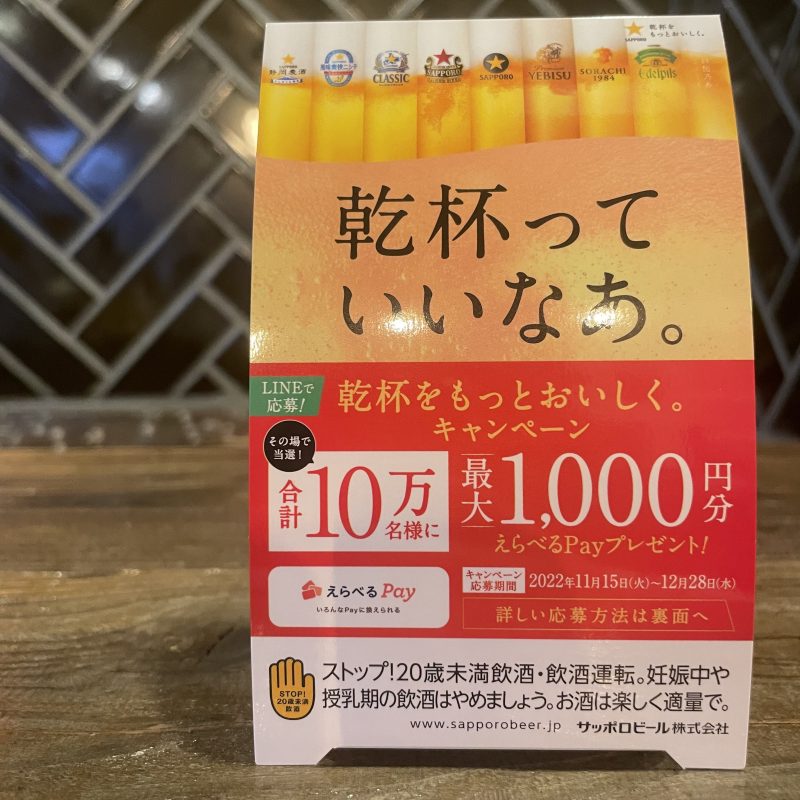 乾杯を
もっとおいしく。
SAPPORO
静岡麦酒
風味爽快ニシテ
CLASSIC
SAPPORO
SAPPORO
YEBISU
SORACHI
1984
Edelpils
乾杯って
いいなあ。
LINEで
応募!
乾杯をもっとおいしく。
キャンペーン
その場で
当選!
合計
10万
名様に
最大
1,000円分
えらべるPayプレゼント!
えらべるPay
いろんなPayに換えられる
キャンペーン
応募期間
2022年11月15日(火)~12月28日(水)
詳しい応募方法は裏面へ
STOP!
20歳未満
飲酒
ストップ!20歳未満飲酒・飲酒運転。妊娠中や
授乳期の飲酒はやめましょう。お酒は楽しく適量で。
www.sapporobeer.jp サッポロビール株式会社